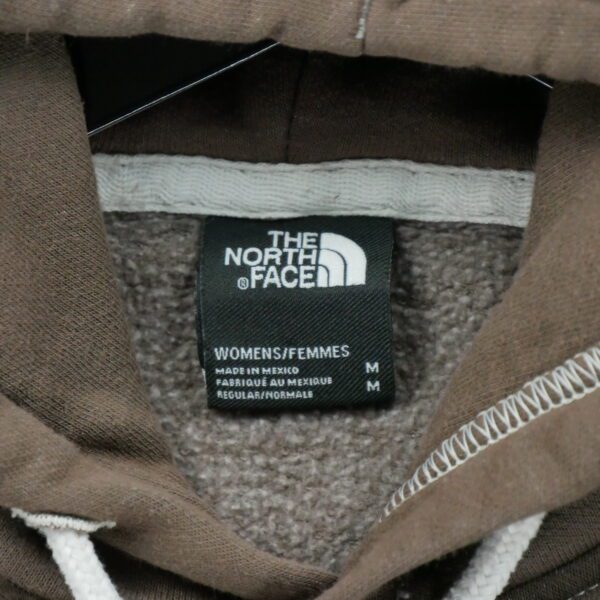 THE
NORTH
®FACE
WOMENS/FEMMES
MADE IN MEXICO M
FABRIQUÉ AU MEXIQUE M
REGULAR/NORMALE